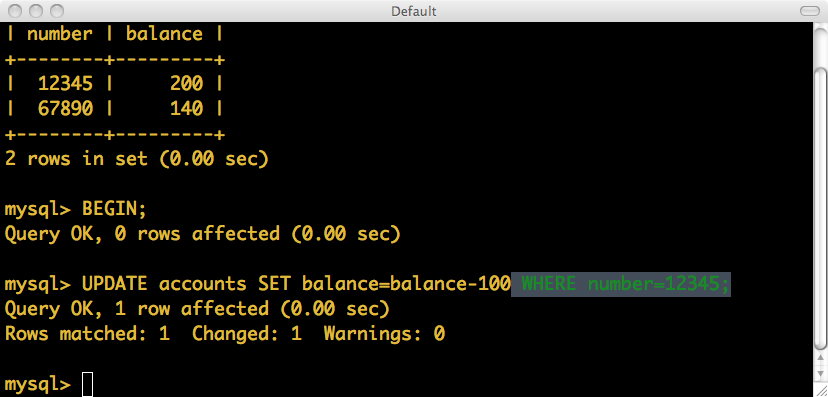 Default
| number | balance |
+--------+---------+
|  12345 |     200 |
|  67890 |     140 |
+--------+---------+
2 rows in set (0.00 sec)
mysql> BEGIN;
Query OK, 0 rows affected (0.00 sec)
mysql> UPDATE accounts SET balance=balance-100 WHERE number=12345;
Query OK, 1 row affected (0.00 sec)
Rows matched: 1  Changed: 1  Warnings: 0
mysql>